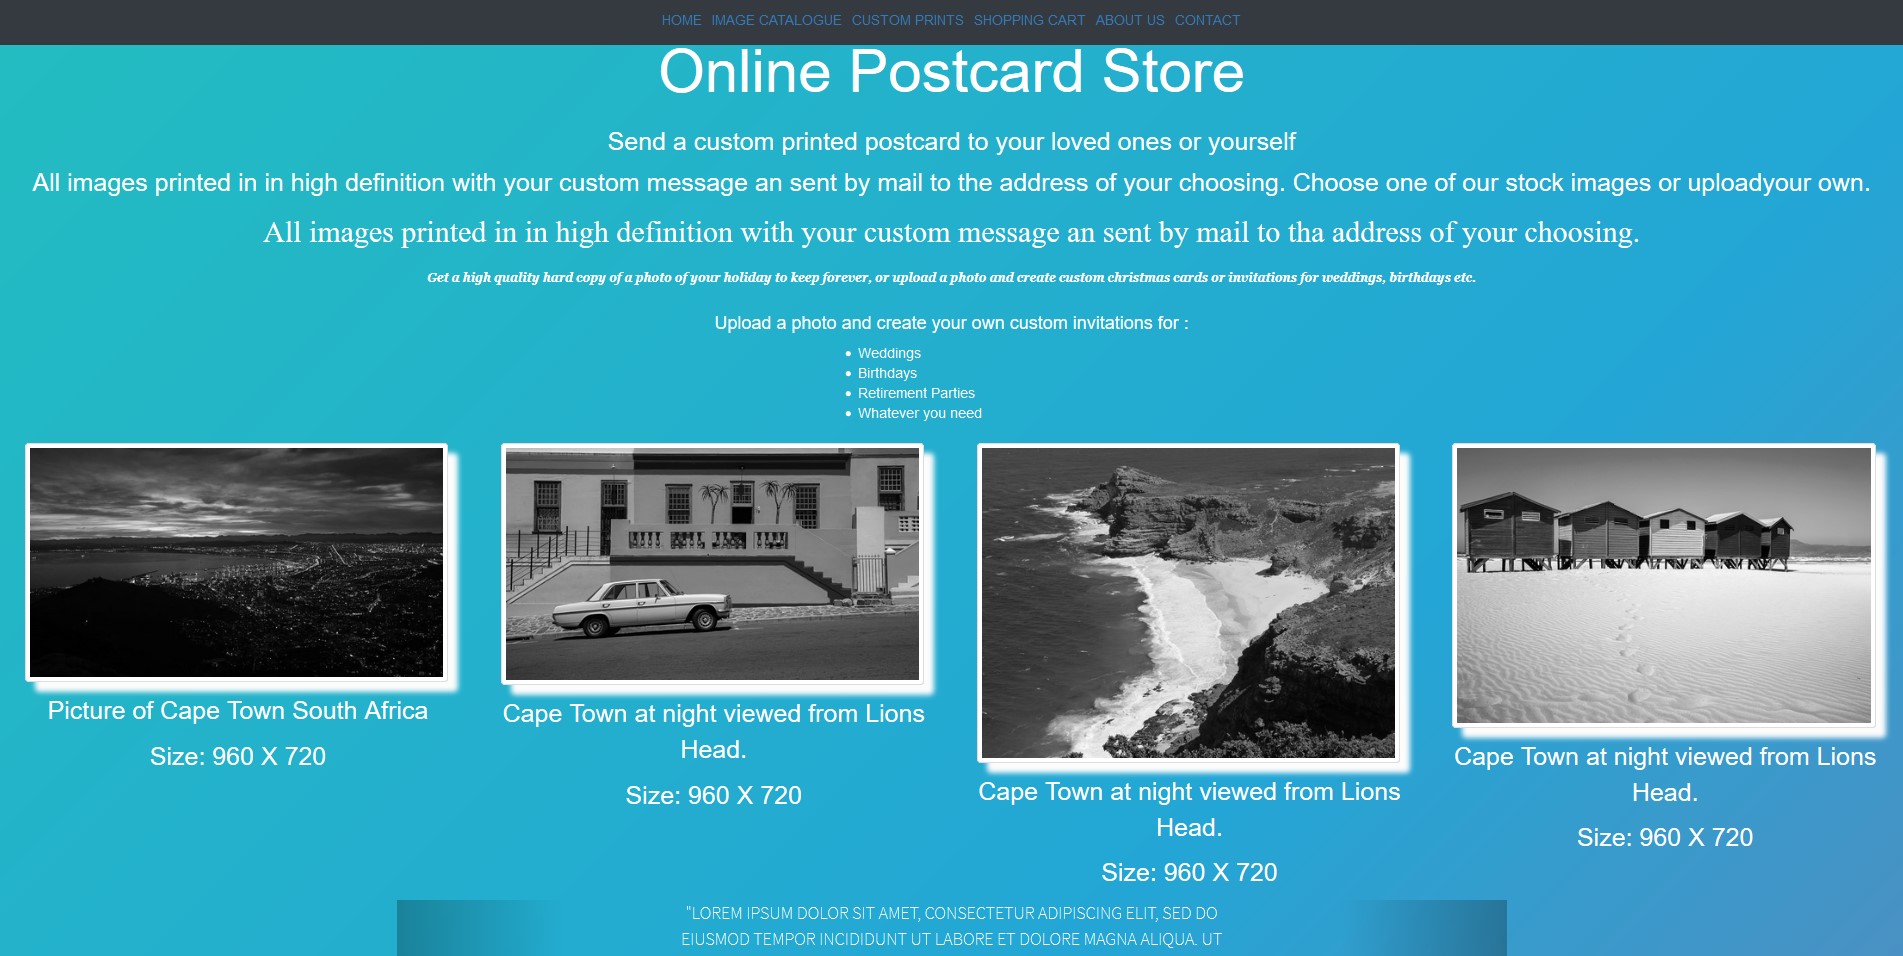 HOME IMAGE CATALOGUE CUSTOM PRINTS SHOPPING CART ABOUT US CONTACT
Online Postcard Store
Send a custom printed postcard to your loved ones or yourself
All images printed in in high definition with your custom message an sent by mail to the address of your choosing. Choose one of our stock images or uploadyour own.
All images printed in in high definition with your custom message an sent by mail to tha address of your choosing.
Get a high quality hard copy of a photo of your holiday to keep forever, or upload a photo and create custom christmas cards or invitations for weddings, birthdays etc.
Upload a photo and create your own custom invitations for :
• Weddings
• Birthdays
• Retirement Parties
• Whatever you need
Picture of Cape Town South Africa
Size: 960 X 720
Cape Town at night viewed from Lions
Head.
Size: 960 X 720
Cape Town at night viewed from Lions
Head.
Size: 960 X 720
Cape Town at night viewed from Lions
Head.
Size: 960 X 720
"LOREM IPSUM DOLOR SIT AMET, CONSECTETUR ADIPISCING ELIT, SED DO
EIUSMOD TEMPOR INCIDIDUNT UT LABORE ET DOLORE MAGNA ALIQUA. UT